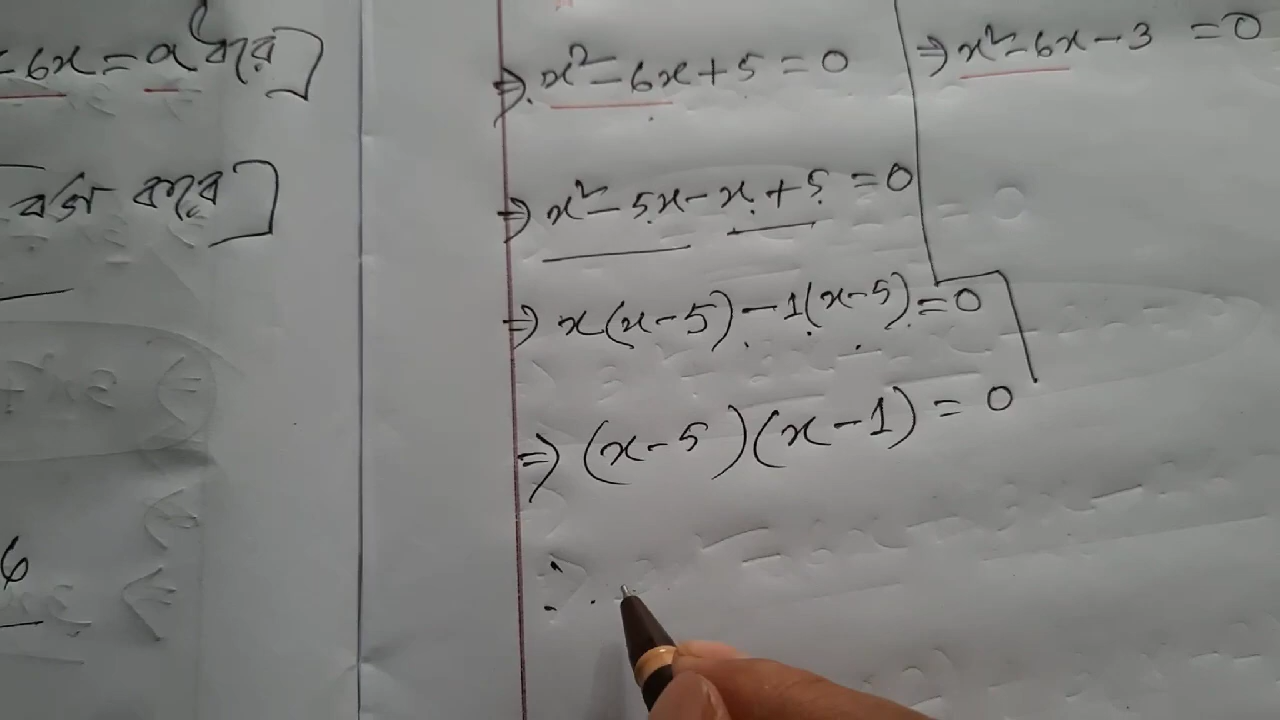 - 6x = a ধরে]
বর্গ করে]
6
⇒ x² - 6x + 5 = 0
⇒ x² - 5x - x + 5 = 0
⇒ x(x - 5) - 1(x - 5) = 0
⇒ (x - 5)(x - 1) = 0
∴
⇒ x² - 6x - 3 = 0